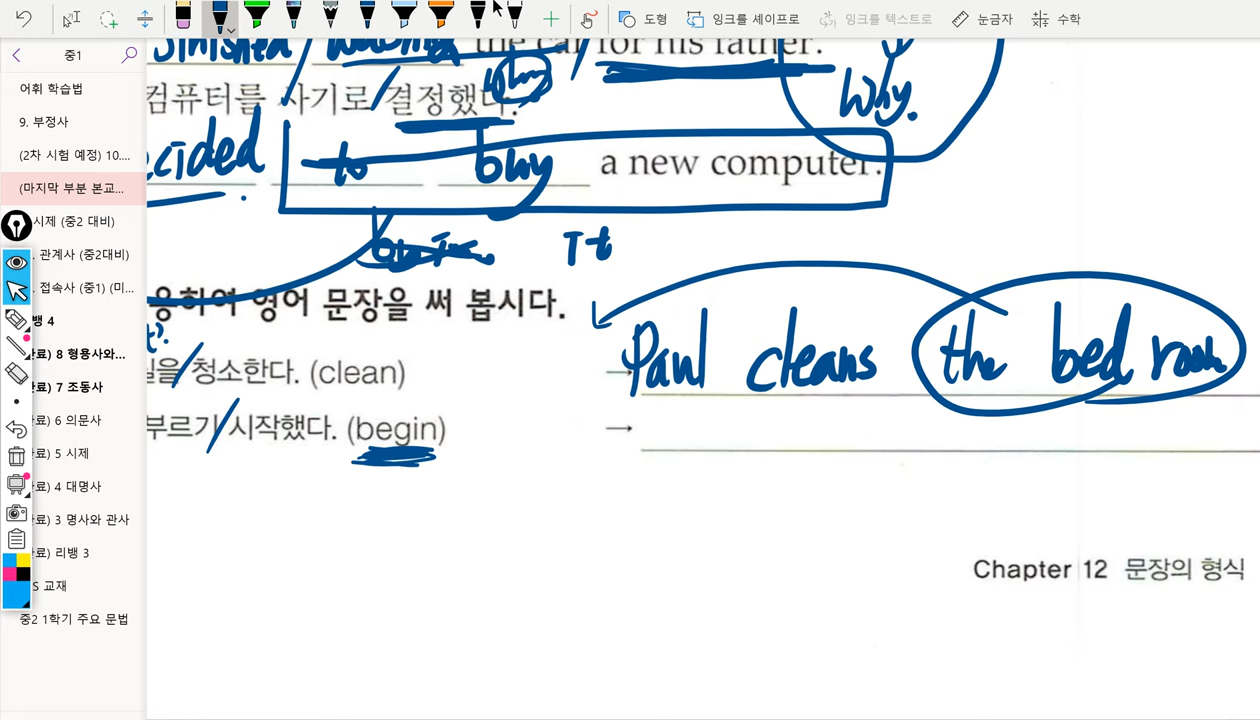 도형
잉크를 셰이프로
잉크를 텍스트로
눈금자
수학
중1
어휘 학습법
9. 부정사
(2차 시험 예정) 10....
(마지막 부분 본교...
시제 (중2 대비)
관계사 (중2대비)
접속사 (중1) (미...
뱅 4
료) 8 형용사와...
료) 7 조동사
료) 6 의문사
료) 5 시제
료) 4 대명사
료) 3 명사와 관사
료) 리뱅 3
S 교재
중2 1학기 주요 문법
finished the car for his father.
why.
컴퓨터를 사기로 결정했다.
ecided to buy a new computer.
It
용하여 영어 문장을 써 봅시다.
실을 청소한다. (clean) → Paul cleans the bed room
부르기 시작했다. (begin) →
Chapter 12 문장의 형식